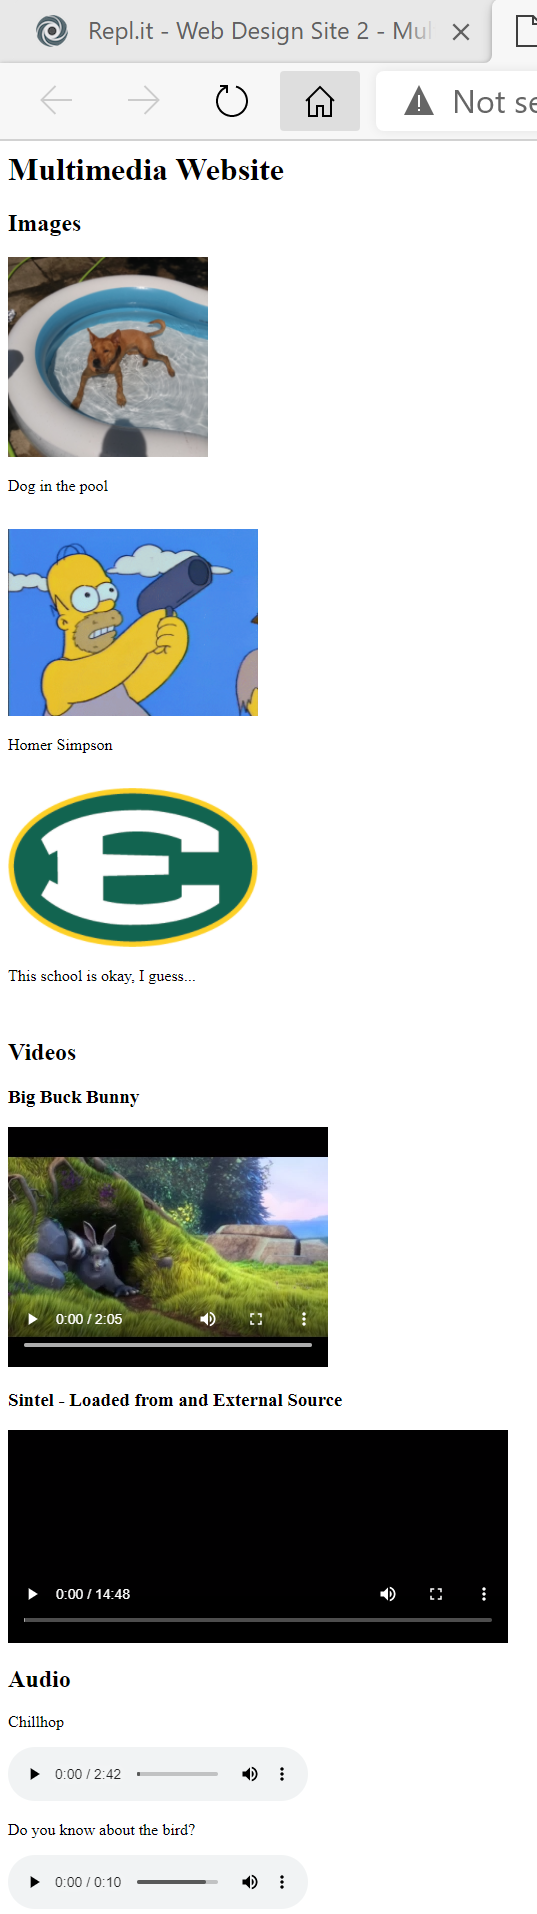 Repl.it - Web Design Site 2 - Mul
Not se
Multimedia Website
Images
Dog in the pool
Homer Simpson
E
This school is okay, I guess...
Videos
Big Buck Bunny
0:00 / 2:05
Sintel - Loaded from and External Source
0:00 / 14:48
Audio
Chillhop
0:00 / 2:42
Do you know about the bird?
0:00 / 0:10